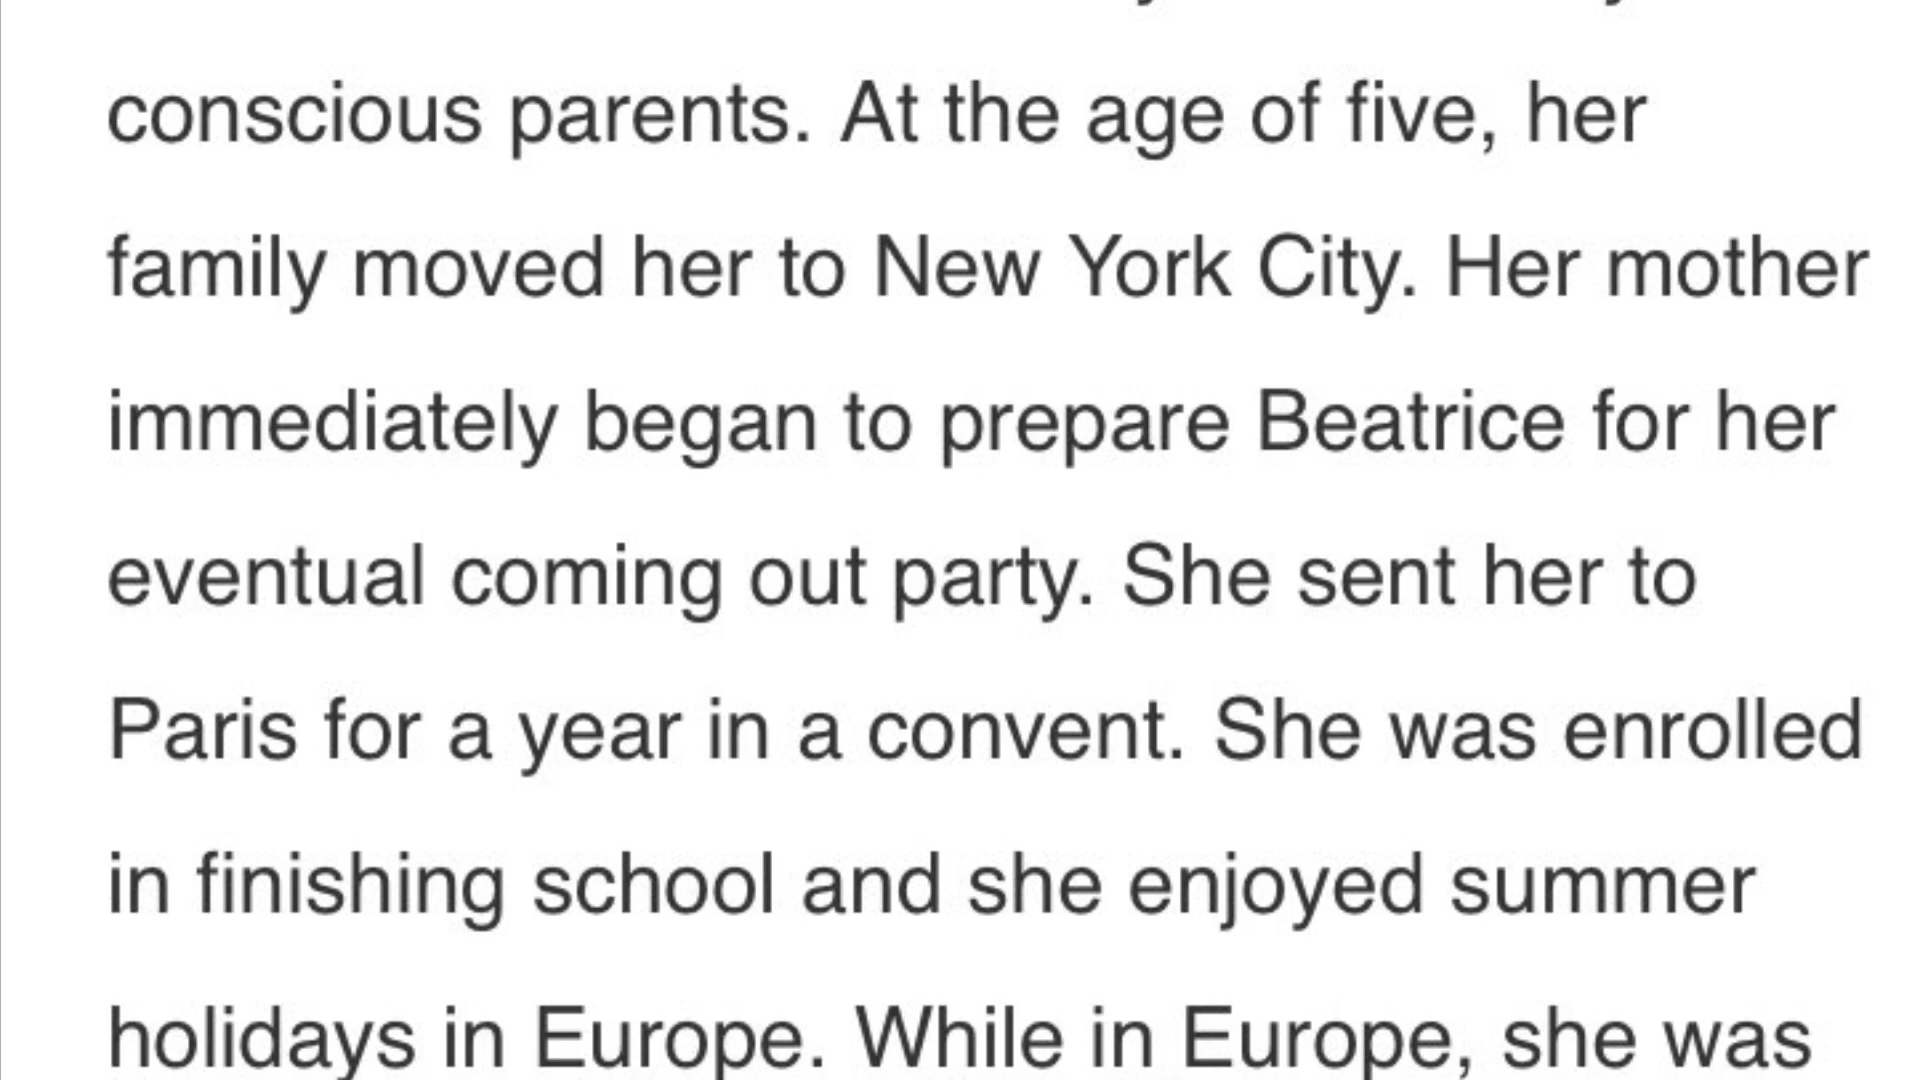 conscious parents. At the age of five, her
family moved her to New York City. Her mother
immediately began to prepare Beatrice for her
eventual coming out party. She sent her to
Paris for a year in a convent. She was enrolled
in finishing school and she enjoyed summer
holidays in Europe. While in Europe, she was